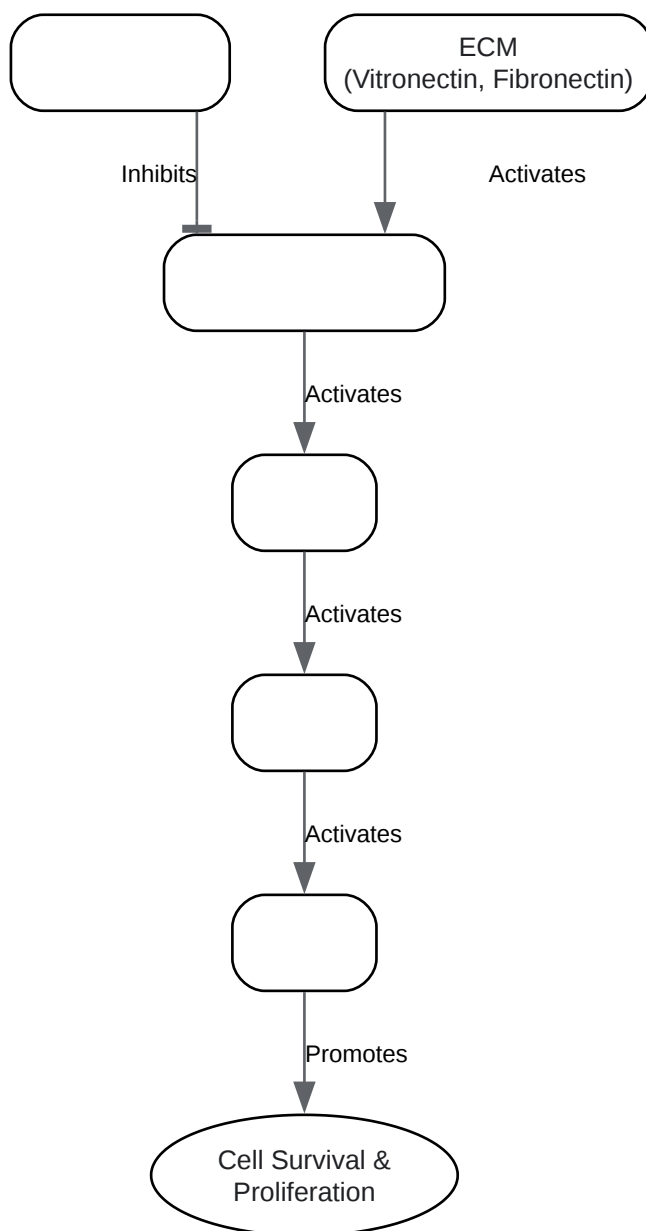 ECM
(Vitronectin, Fibronectin)
Inhibits
Activates
Activates
Activates
Activates
Promotes
Cell Survival &
Proliferation